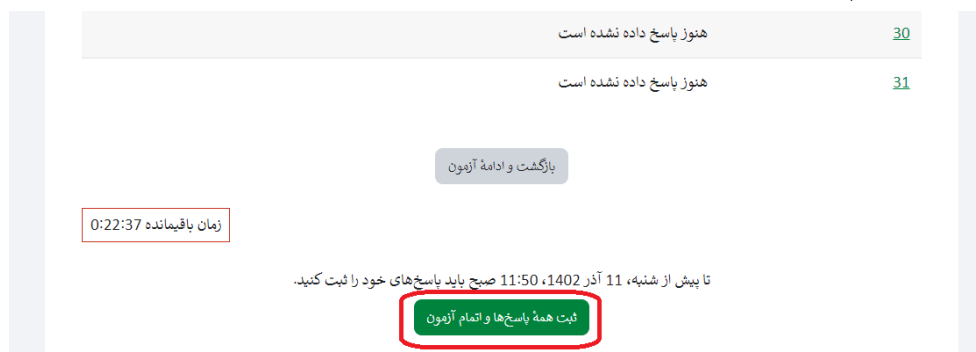 30 هنوز پاسخ داده نشده است
31 هنوز پاسخ داده نشده است
بازگشت و ادامهٔ آزمون
زمان باقیمانده 0:22:37
تا پیش از شنبه، 11 آذر 1402، 11:50 صبح باید پاسخ‌های خود را ثبت کنید.
ثبت همهٔ پاسخ‌ها و اتمام آزمون